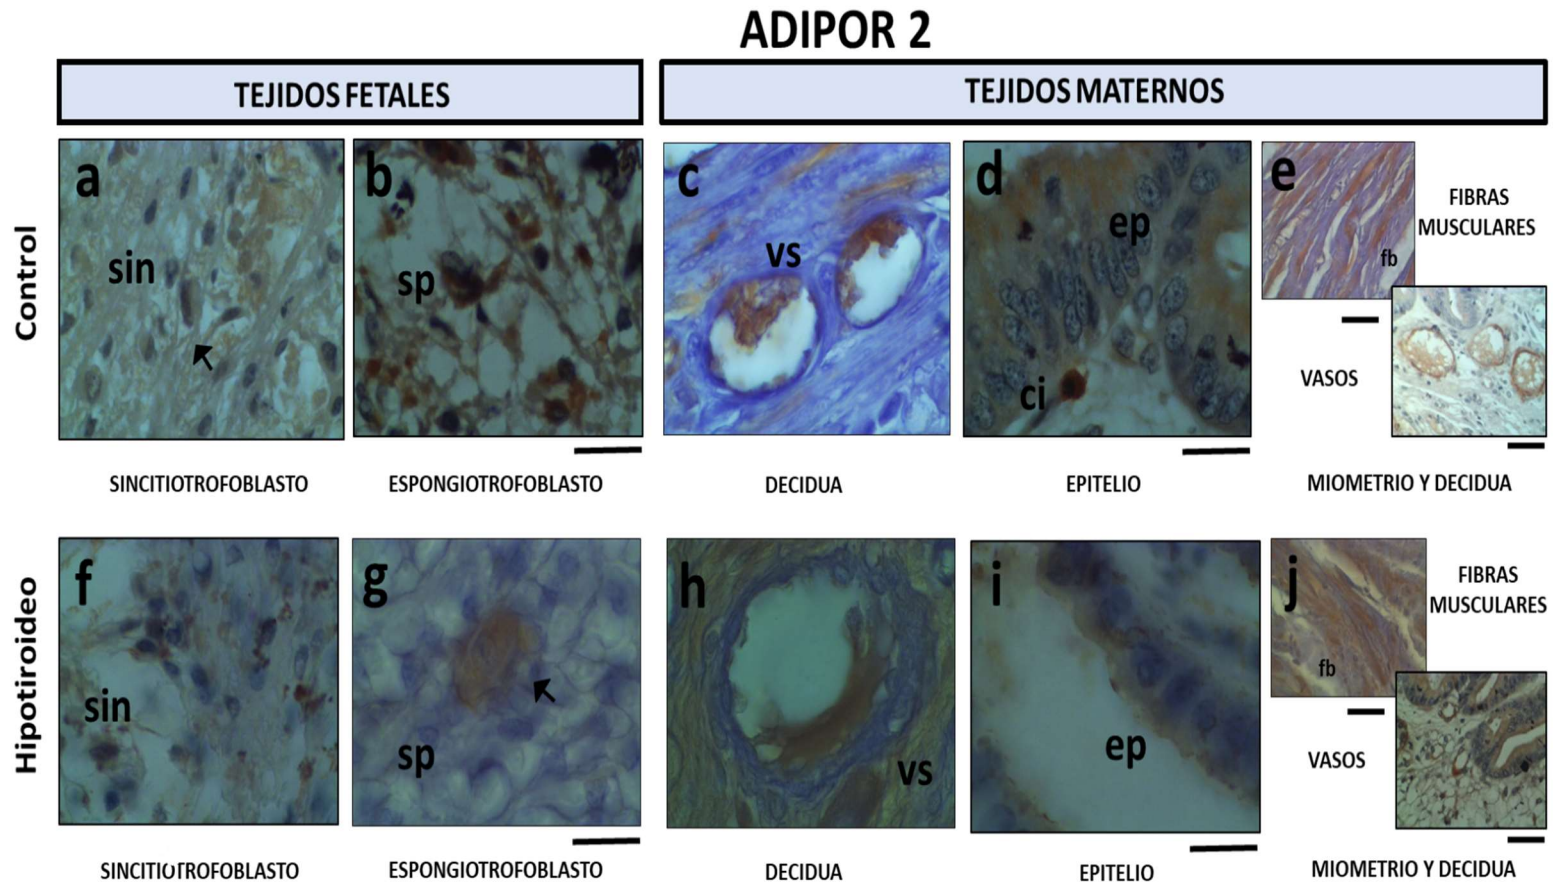 ADIPOR 2
TEJIDOS FETALES
TEJIDOS MATERNOS
Control
a
sin
b
sp
c
vs
d
ep
ci
e
fb
FIBRAS
MUSCULARES
VASOS
SINCITIOTROFOBLASTO
ESPONGIOTROFOBLASTO
DECIDUA
EPITELIO
MIOMETRIO Y DECIDUA
Hipotiroideo
f
sin
g
sp
h
vs
i
ep
j
fb
FIBRAS
MUSCULARES
VASOS
SINCITIOTROFOBLASTO
ESPONGIOTROFOBLASTO
DECIDUA
EPITELIO
MIOMETRIO Y DECIDUA